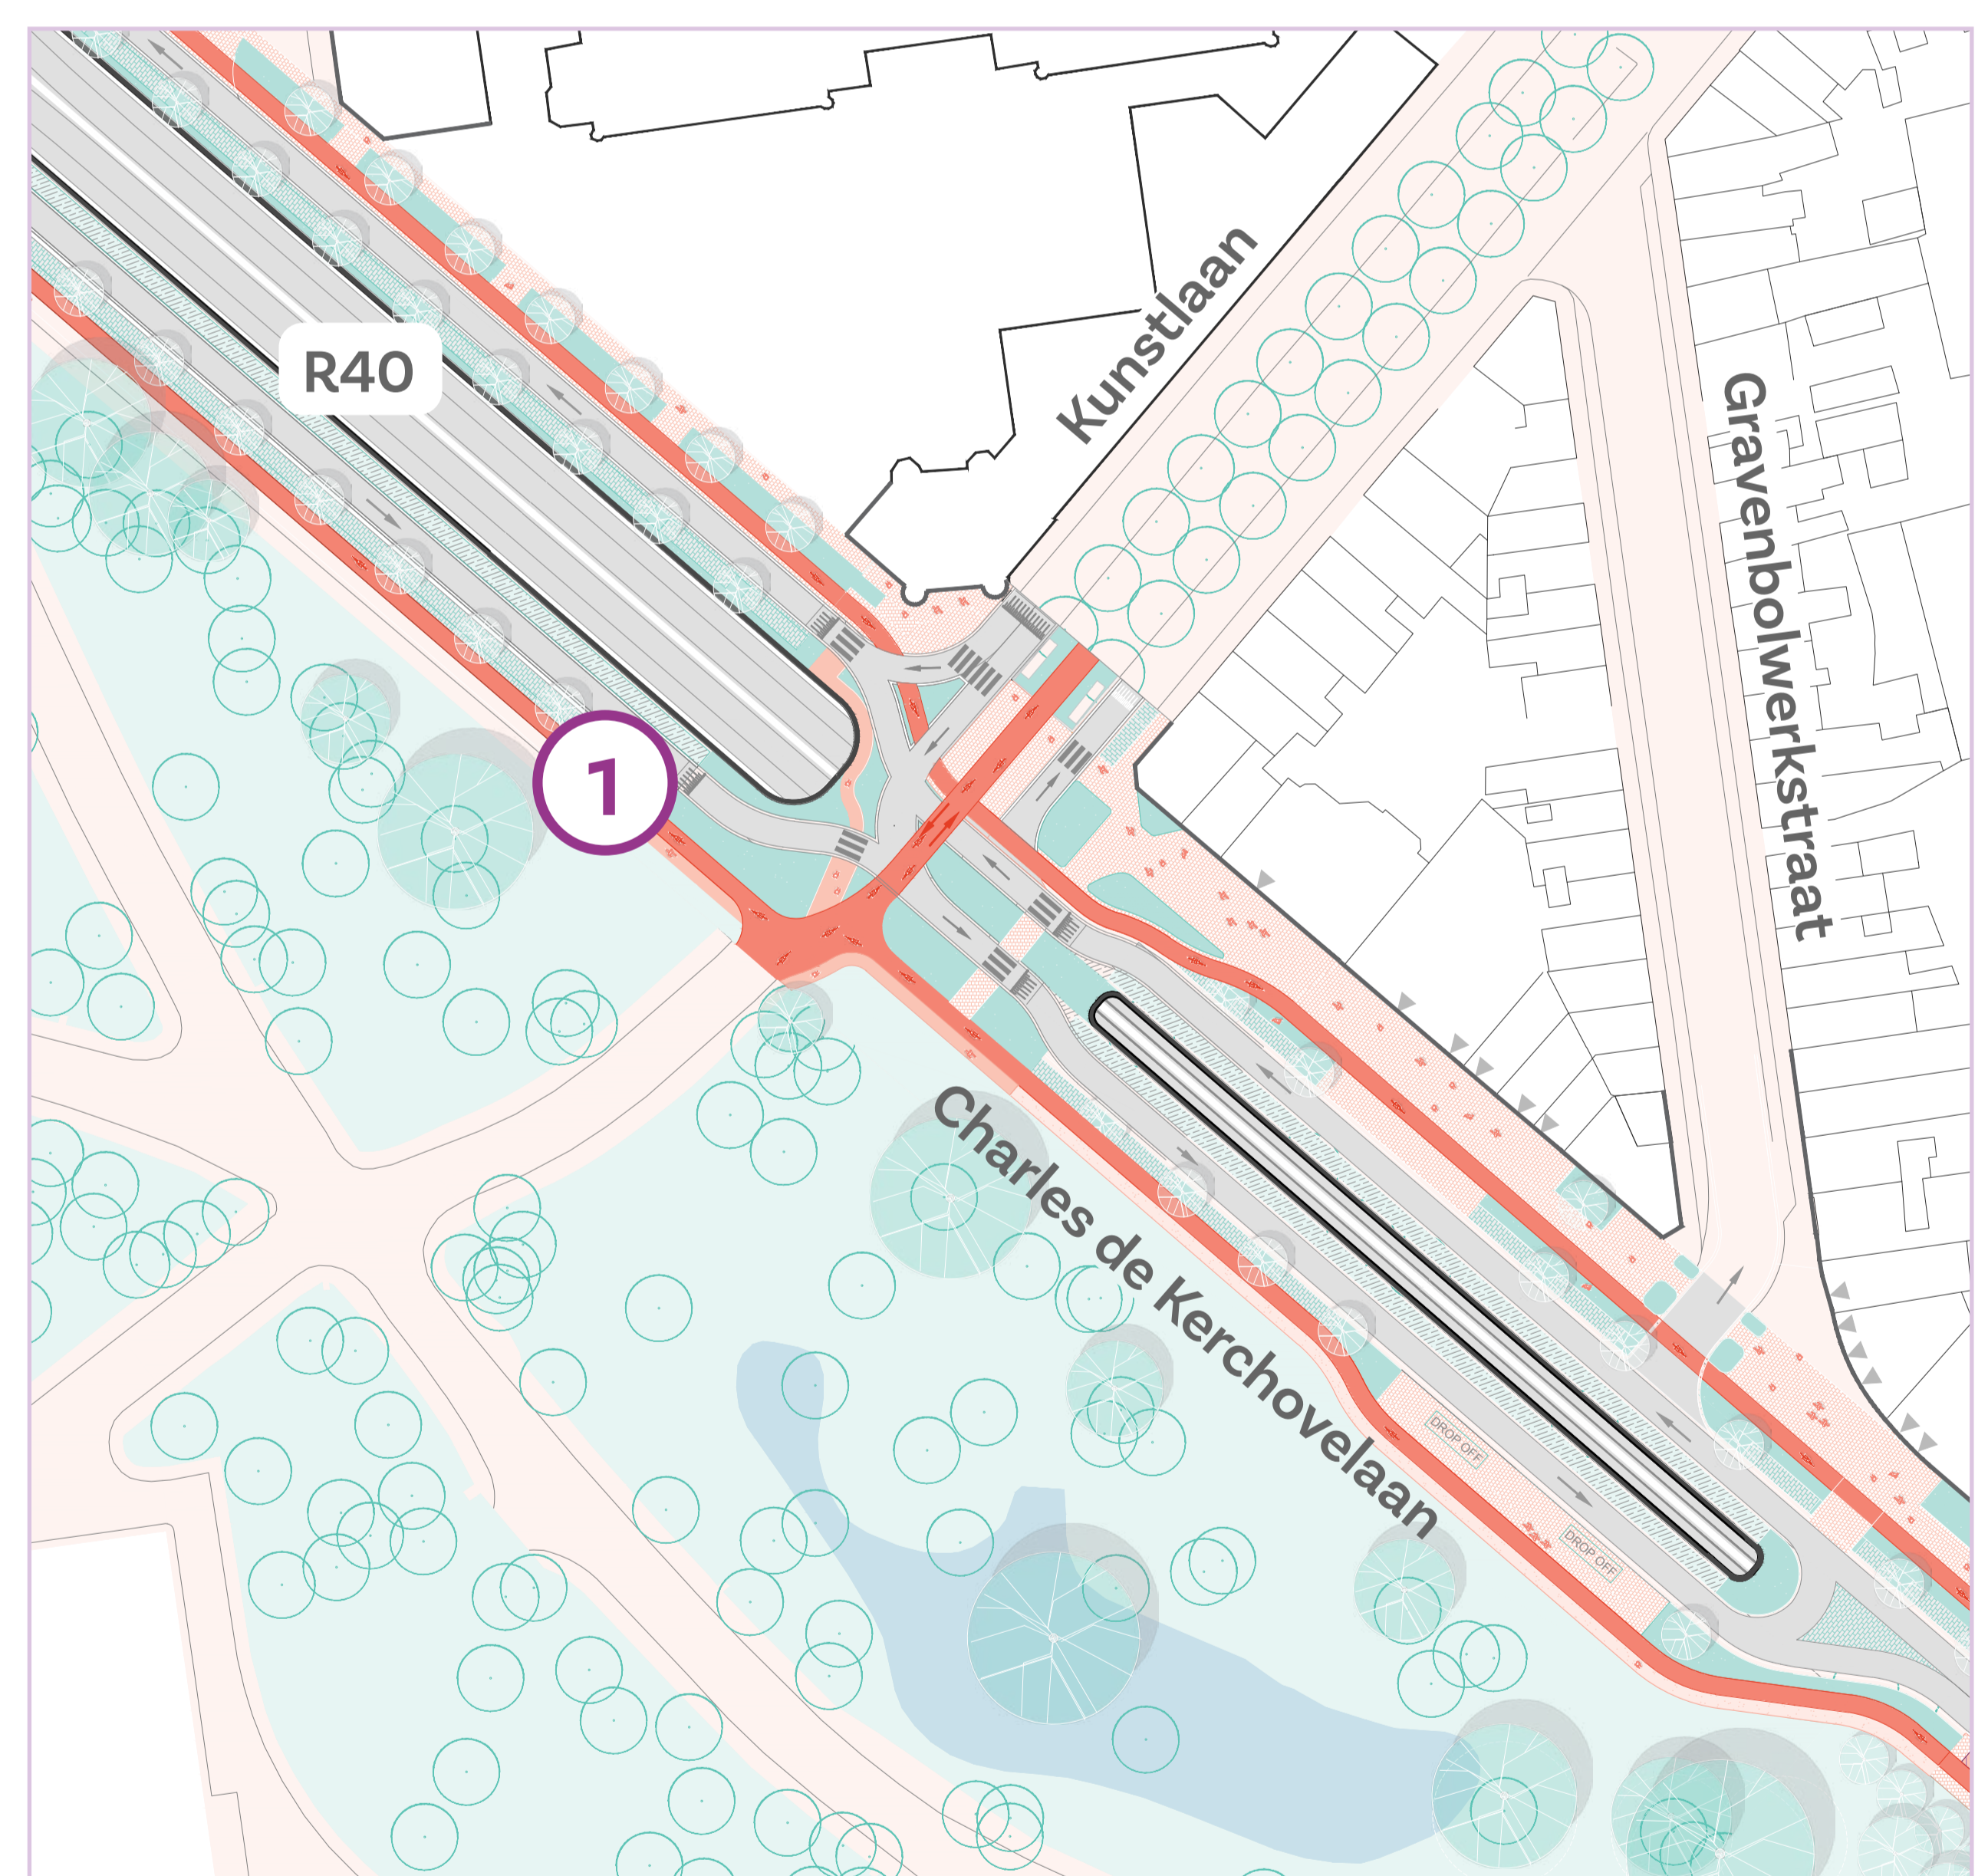 R40
Kunstlaan
Gravenbolwerkstraat
1
Charles de Kerchovelaan
DROP OFF
DROP OFF